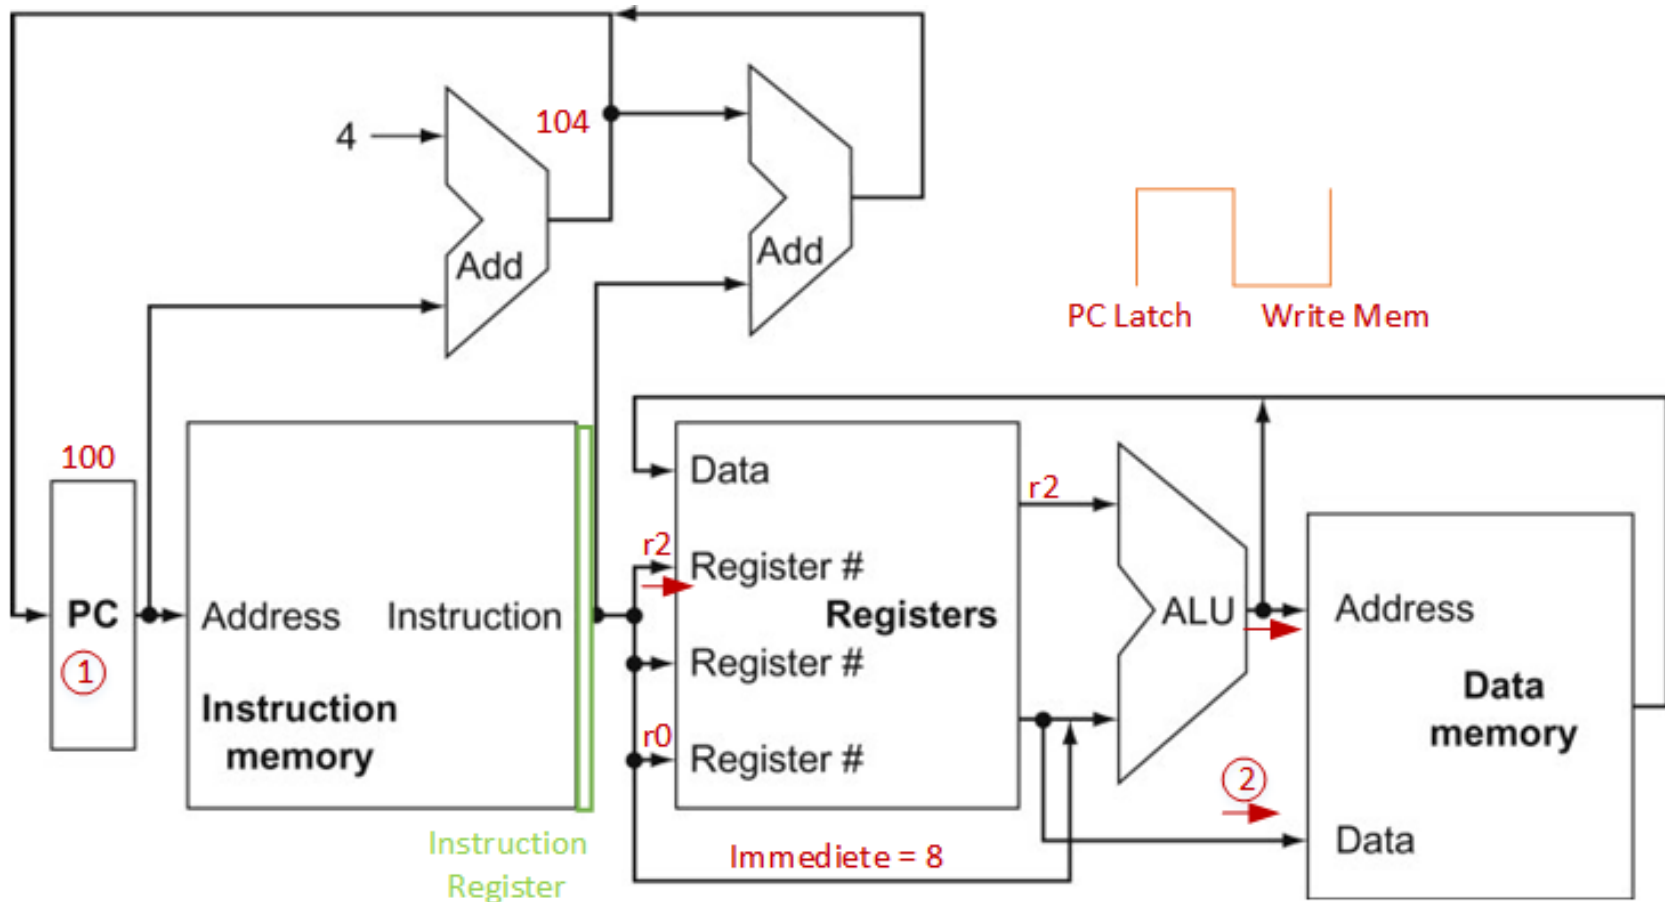 4
104
Add
Add
PC Latch
Write Mem
100
PC
1
Address
Instruction
Instruction
memory
Instruction
Register
Data
r2
Register #
Registers
Register #
r0
Register #
Immediete = 8
r2
ALU
2
Address
Data
memory
Data